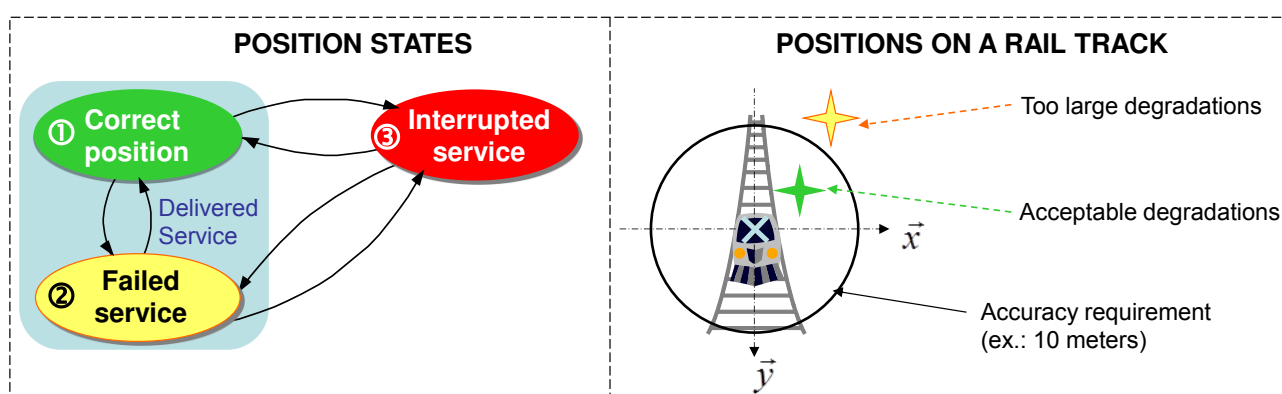 POSITION STATES
① Correct
position
③ Interrupted
service
Delivered
Service
② Failed
service
POSITIONS ON A RAIL TRACK
Too large degradations
Acceptable degradations
x⃗
Accuracy requirement
(ex.: 10 meters)
y⃗